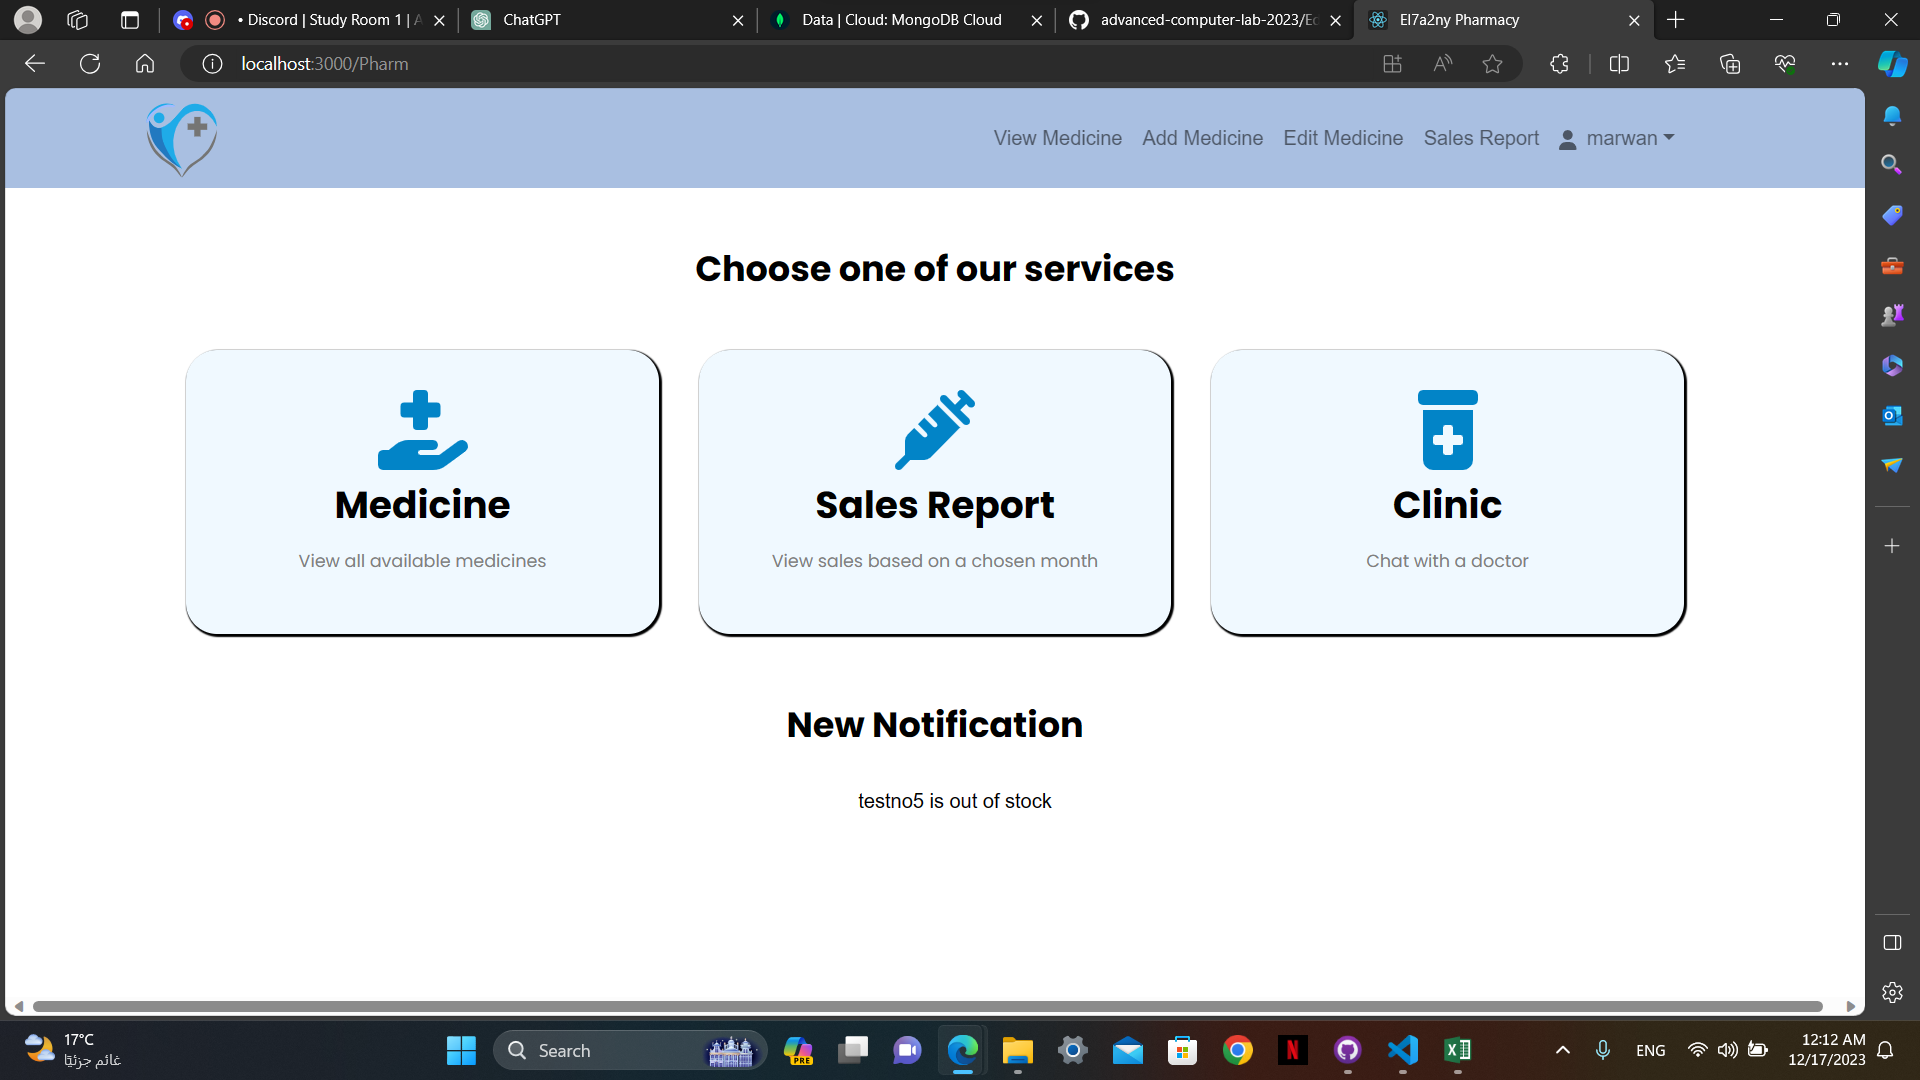 • Discord | Study Room 1 | A
ChatGPT
Data | Cloud: MongoDB Cloud
advanced-computer-lab-2023/Ed
El7a2ny Pharmacy
localhost:3000/Pharm
View Medicine Add Medicine Edit Medicine Sales Report marwan
Choose one of our services
Medicine
View all available medicines
Sales Report
View sales based on a chosen month
Clinic
Chat with a doctor
New Notification
testno5 is out of stock
17°C
غائم جزئيًا
Search
PRE
ENG
12:12 AM
12/17/2023